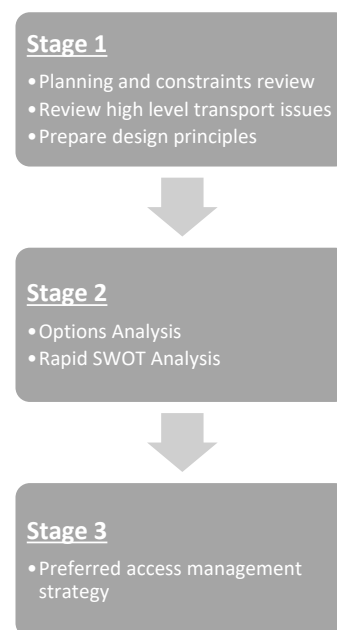 Stage 1
•Planning and constraints review
•Review high level transport issues
•Prepare design principles
Stage 2
•Options Analysis
•Rapid SWOT Analysis
Stage 3
•Preferred access management
strategy